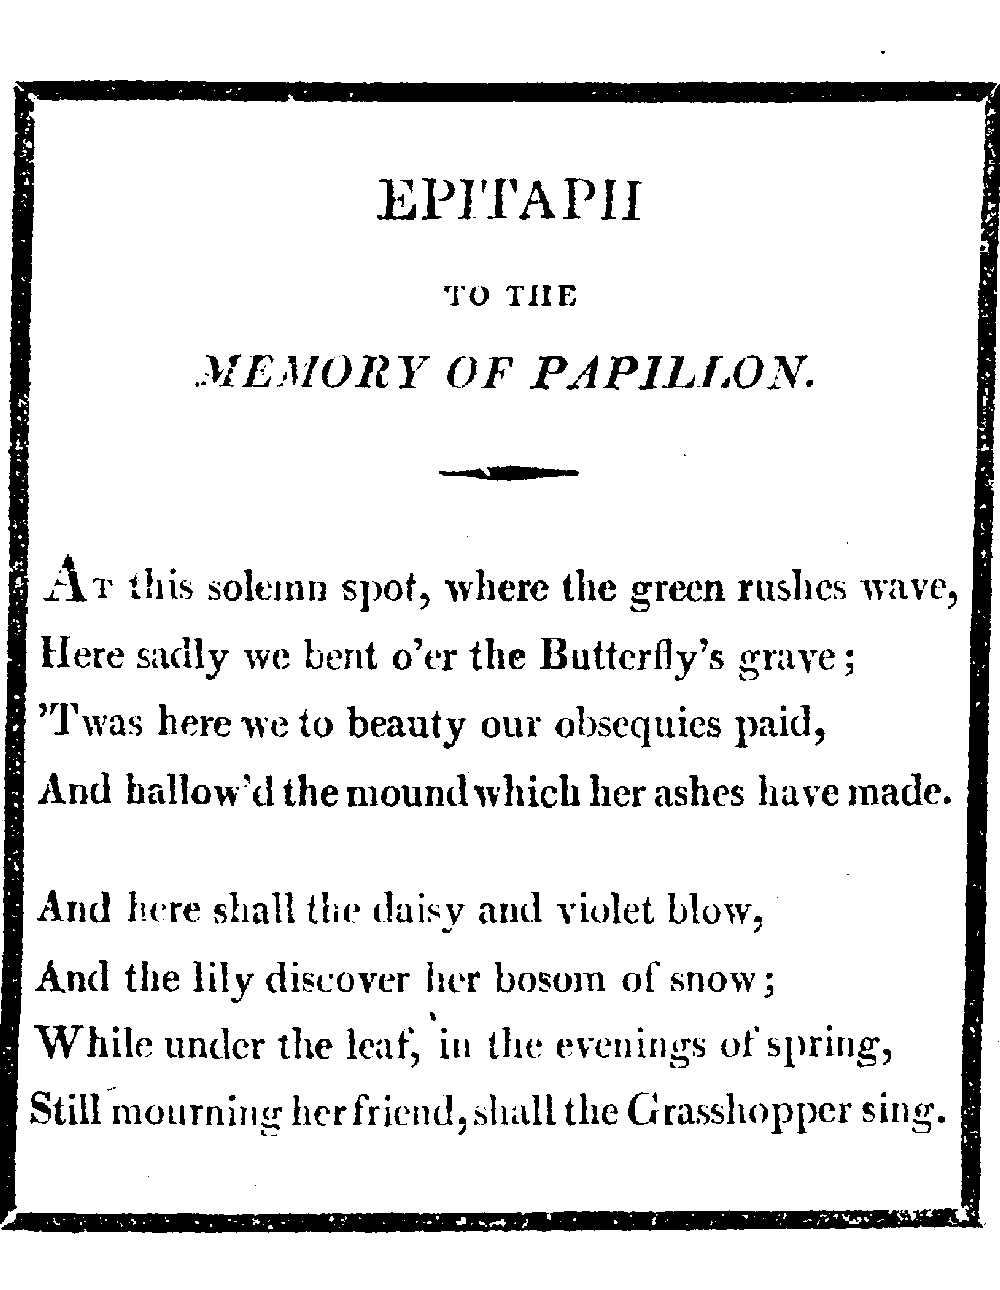 EPITAPH
TO THE
MEMORY OF PAPILLON.
At this solemn spot, where the green rushes wave,
Here sadly we bent o'er the Butterfly's grave;
'Twas here we to beauty our obsequies paid,
And hallow'd the mound which her ashes have made.
And here shall the daisy and violet blow,
And the lily discover her bosom of snow;
While under the leaf, in the evenings of spring,
Still mourning her friend, shall the Grasshopper sing.